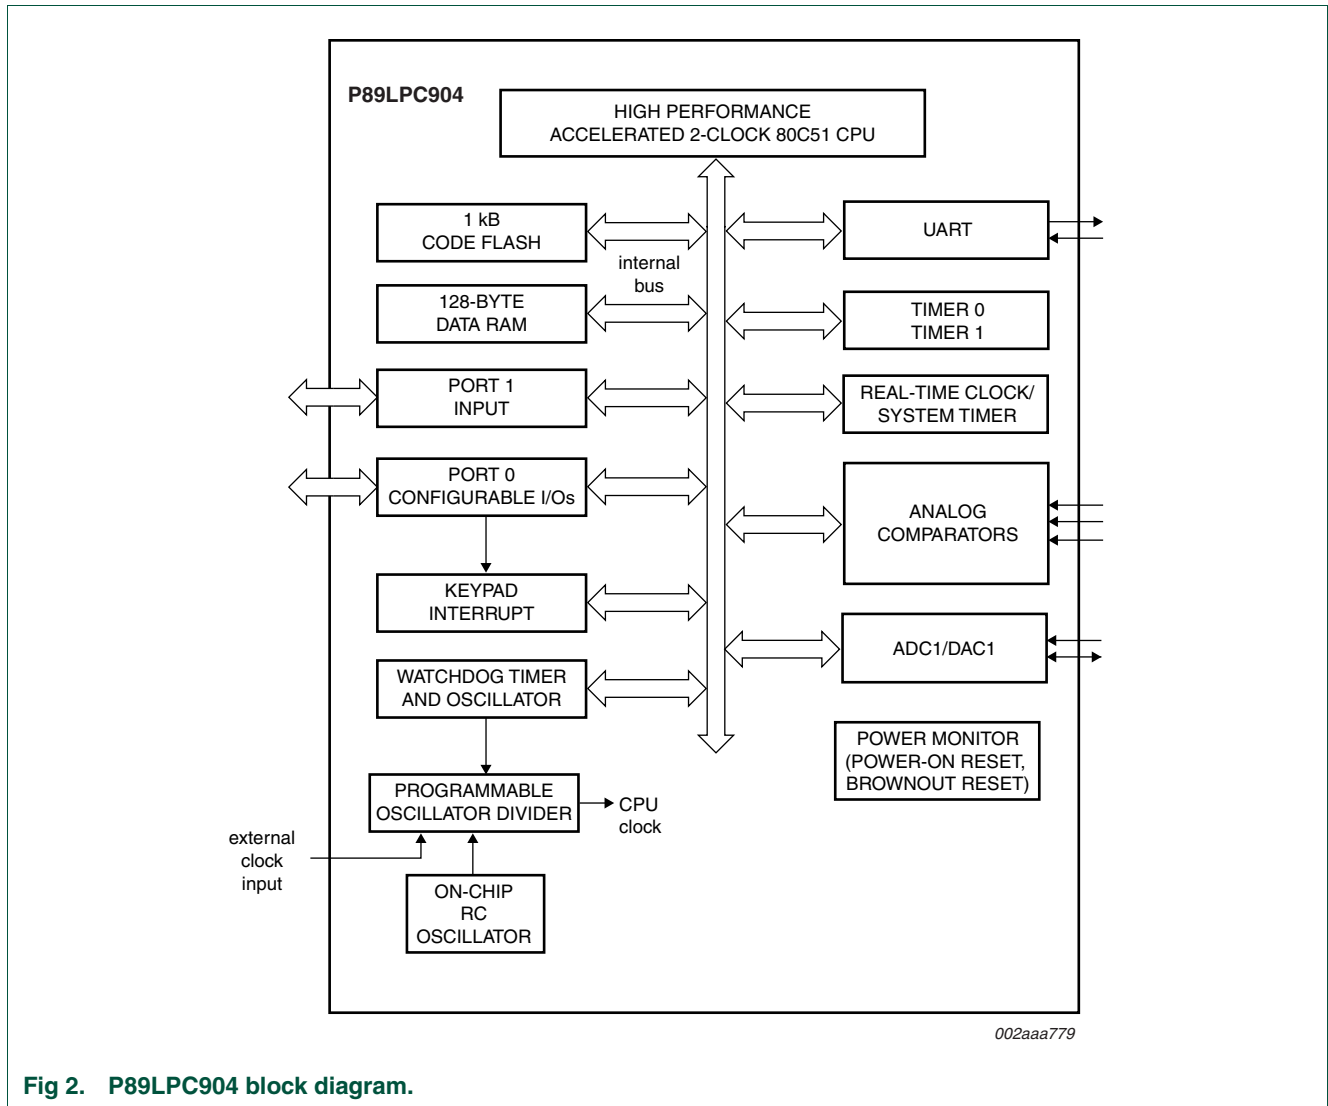 P89LPC904
HIGH PERFORMANCE
ACCELERATED 2-CLOCK 80C51 CPU
1 kB
CODE FLASH
internal
bus
128-BYTE
DATA RAM
PORT 1
INPUT
PORT 0
CONFIGURABLE I/Os
KEYPAD
INTERRUPT
WATCHDOG TIMER
AND OSCILLATOR
PROGRAMMABLE
OSCILLATOR DIVIDER
CPU
clock
external
clock
input
ON-CHIP
RC
OSCILLATOR
UART
TIMER 0
TIMER 1
REAL-TIME CLOCK/
SYSTEM TIMER
ANALOG
COMPARATORS
ADC1/DAC1
POWER MONITOR
(POWER-ON RESET,
BROWNOUT RESET)
002aaa779
Fig 2. P89LPC904 block diagram.